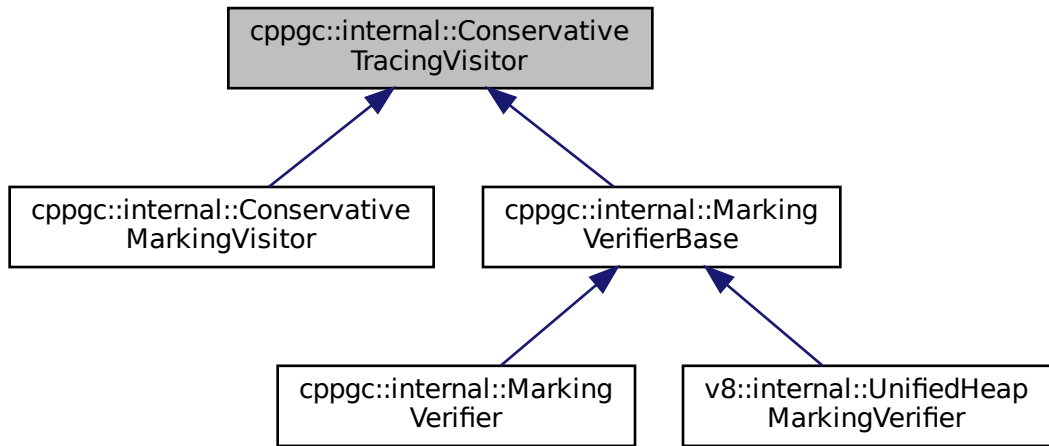 cppgc::internal::Conservative
TracingVisitor
cppgc::internal::Conservative
MarkingVisitor
cppgc::internal::Marking
VerifierBase
cppgc::internal::Marking
Verifier
v8::internal::UnifiedHeap
MarkingVerifier